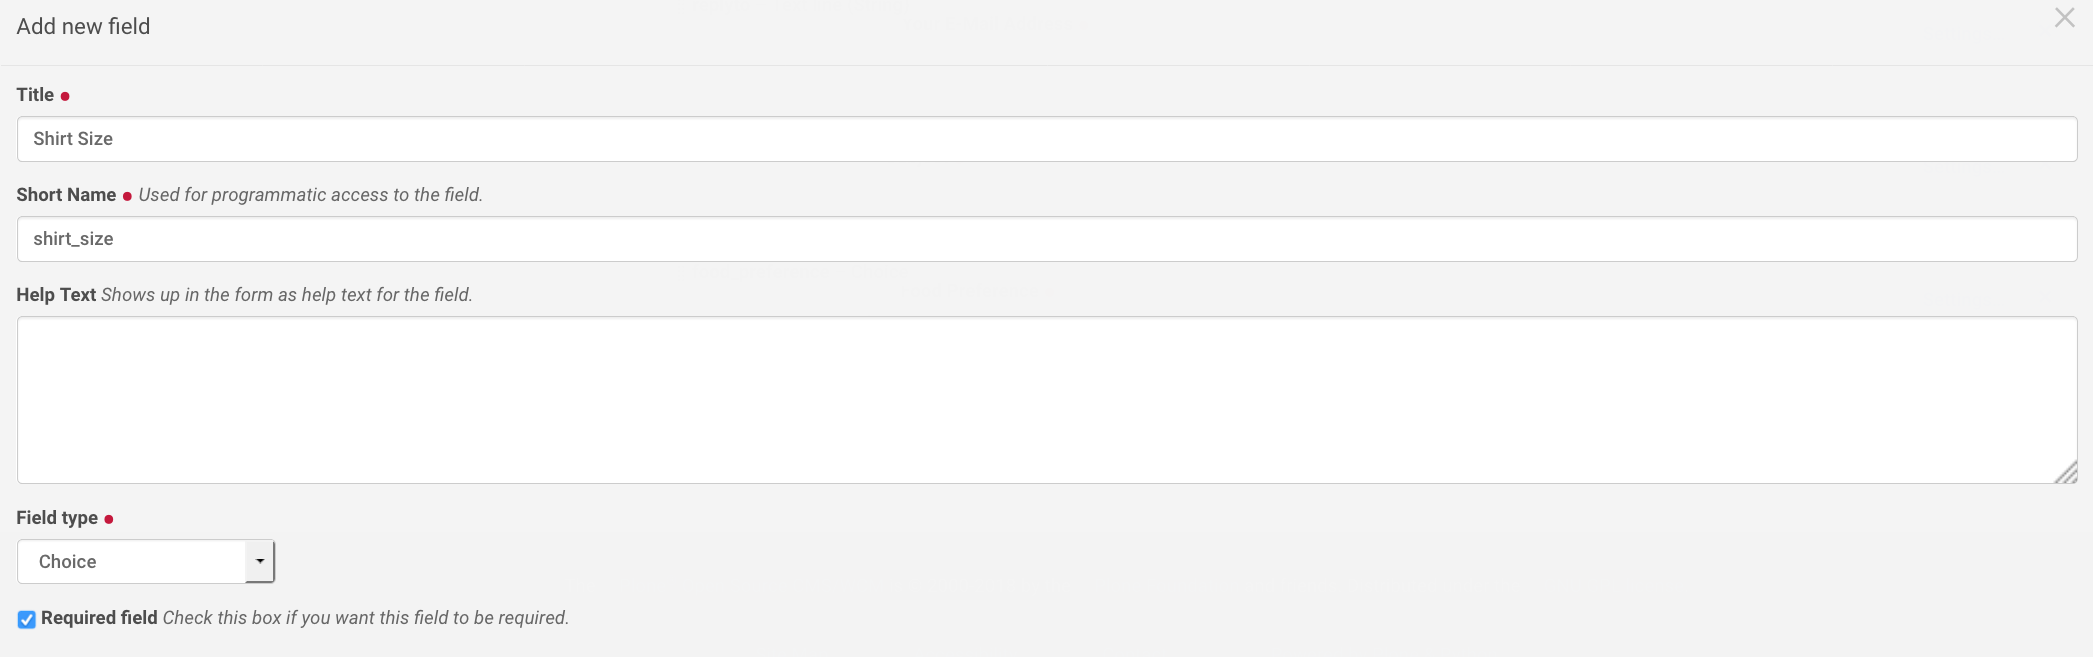 Add new field
Title
Shirt Size
Short Name Used for programmatic access to the field.
shirt_size
Help Text Shows up in the form as help text for the field.
Field type
Choice
Required field Check this box if you want this field to be required.